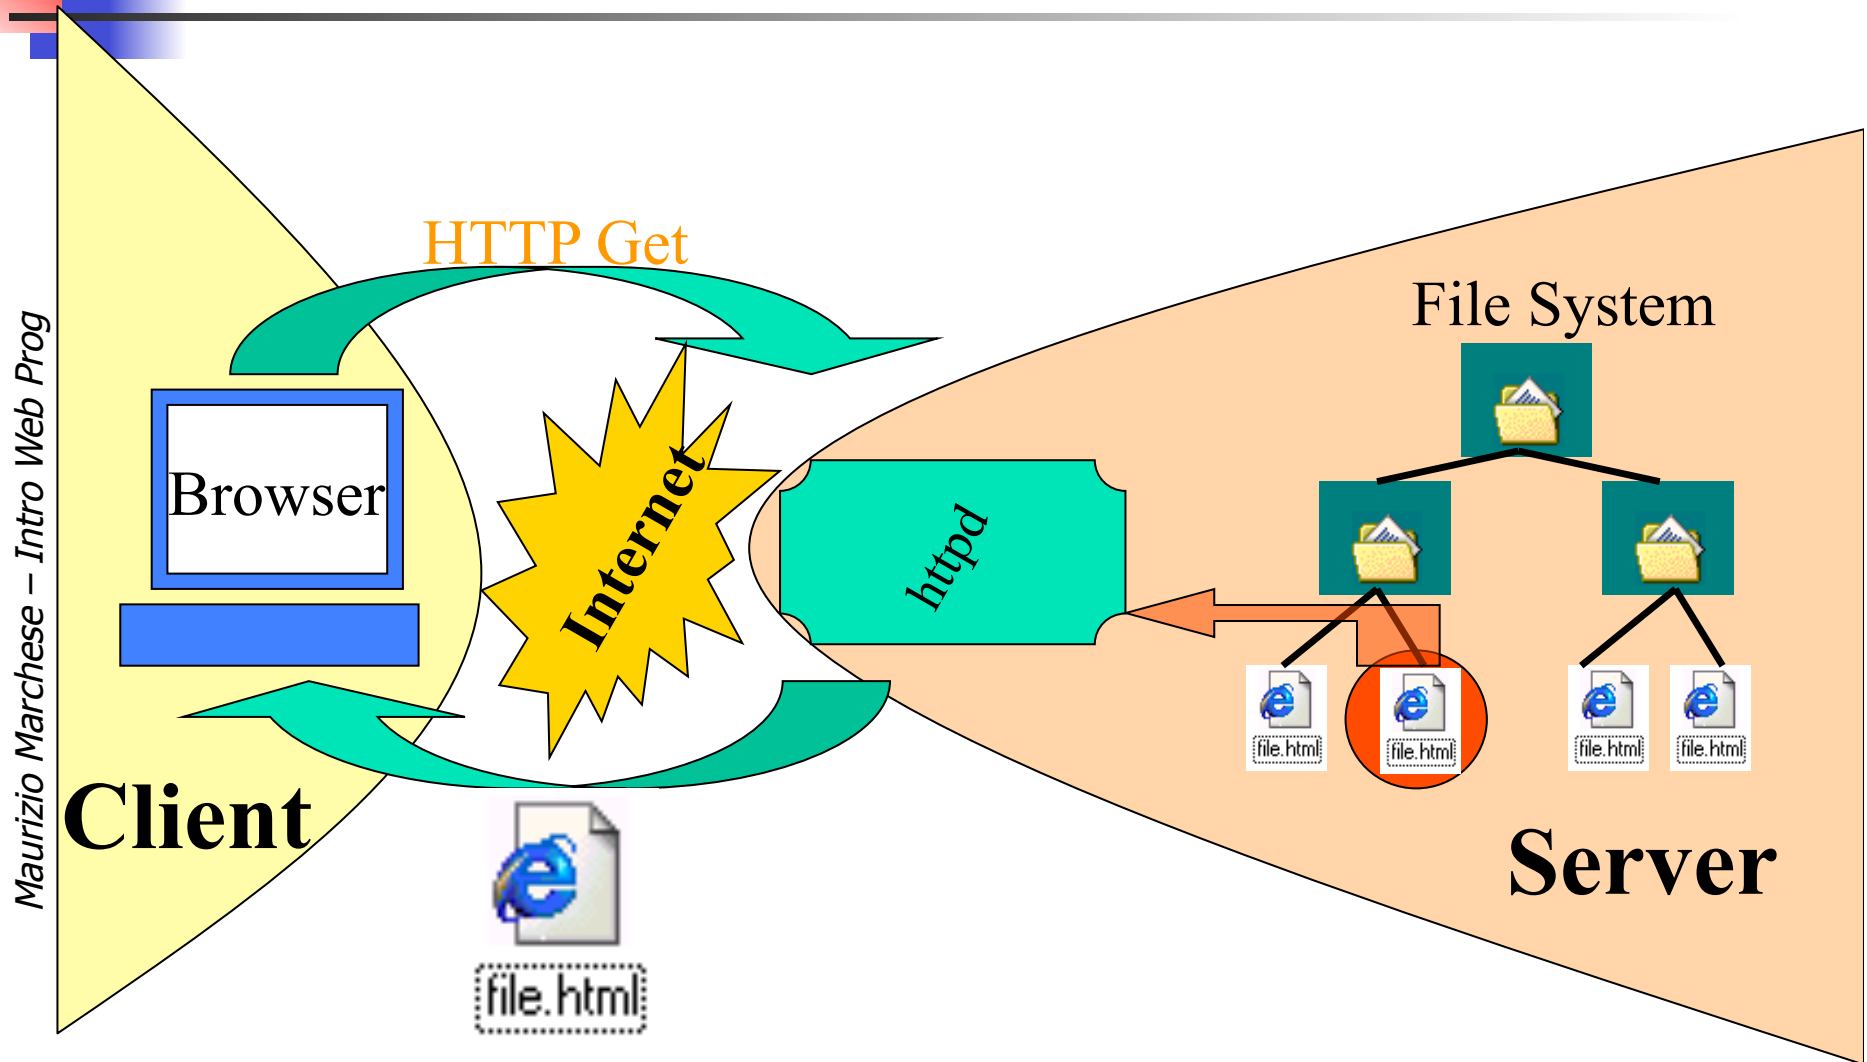 Maurizio Marchese – Intro Web Prog
HTTP Get
File System
Browser
Internet
httpd
file.html
file.html
file.html
file.html
Client
Server
file.html